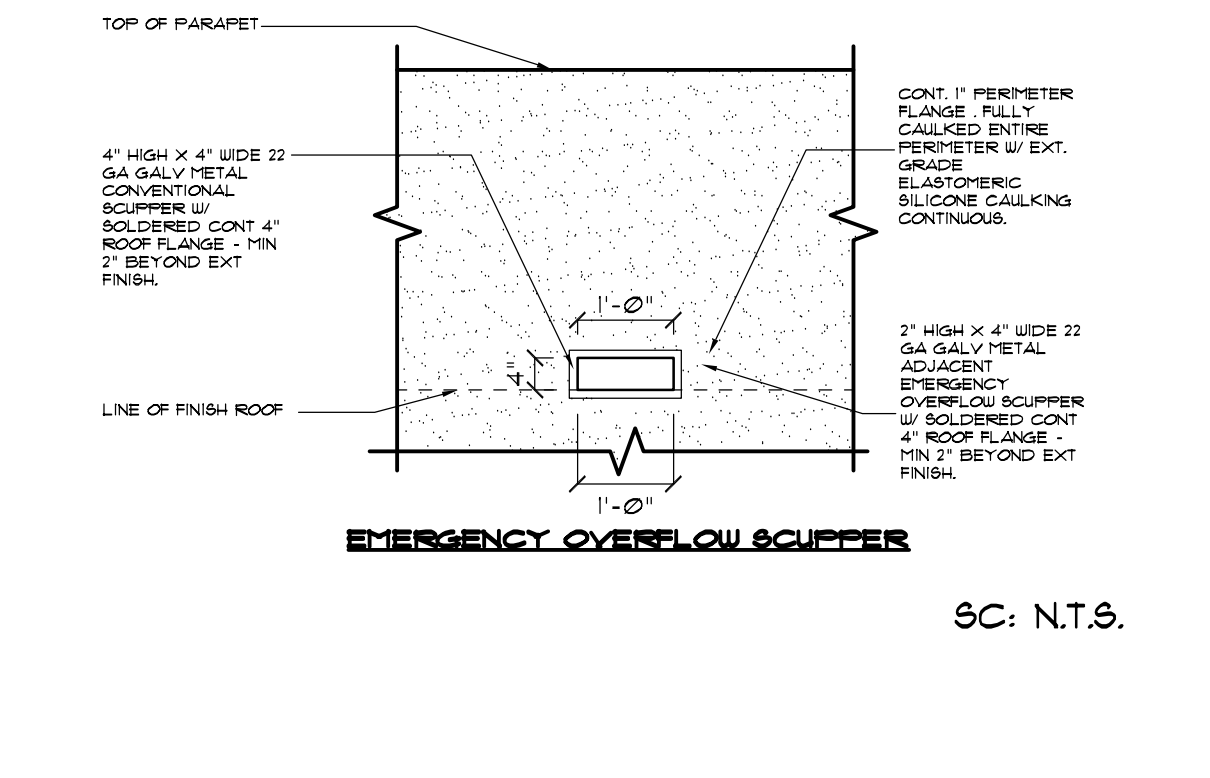 TOP OF PARAPET
4" HIGH X 4" WIDE 22
GA GALV METAL
CONVENTIONAL
SCUPPER W/
SOLDERED CONT 4"
ROOF FLANGE - MIN
2" BEYOND EXT
FINISH.
LINE OF FINISH ROOF
1'-Ø"
4"
1'-Ø"
CONT. 1" PERIMETER
FLANGE . FULLY
CAULKED ENTIRE
PERIMETER W/ EXT.
GRADE
ELASTOMERIC
SILICONE CAULKING
CONTINUOUS.
2" HIGH X 4" WIDE 22
GA GALV METAL
ADJACENT
EMERGENCY
OVERFLOW SCUPPER
W/ SOLDERED CONT
4" ROOF FLANGE -
MIN 2" BEYOND EXT
FINISH.
EMERGENCY OVERFLOW SCUPPER
SC: N.T.S.